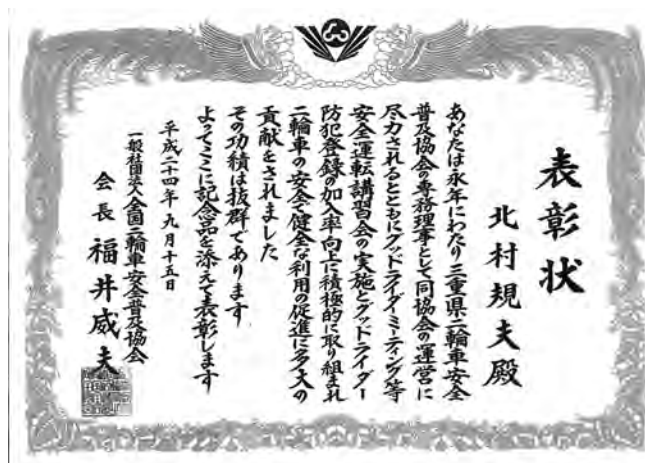 表彰状
北村規夫殿
あなたは永年にわたり三重県二輪車安全
普及協会の専務理事として同協会の運営に
尽力されるとともにグッドライダーミーティング等
安全運転講習会の実施とグッドライダー
防犯登録の加入率向上に積極的に取り組まれ
二輪車の安全で健全な利用の促進に多大の
貢献をされました
その功績は抜群であります
よってここに記念品を添えて表彰します
平成二十四年九月十五日
一般社団法人全国二輪車安全普及協会
会長 福井威夫